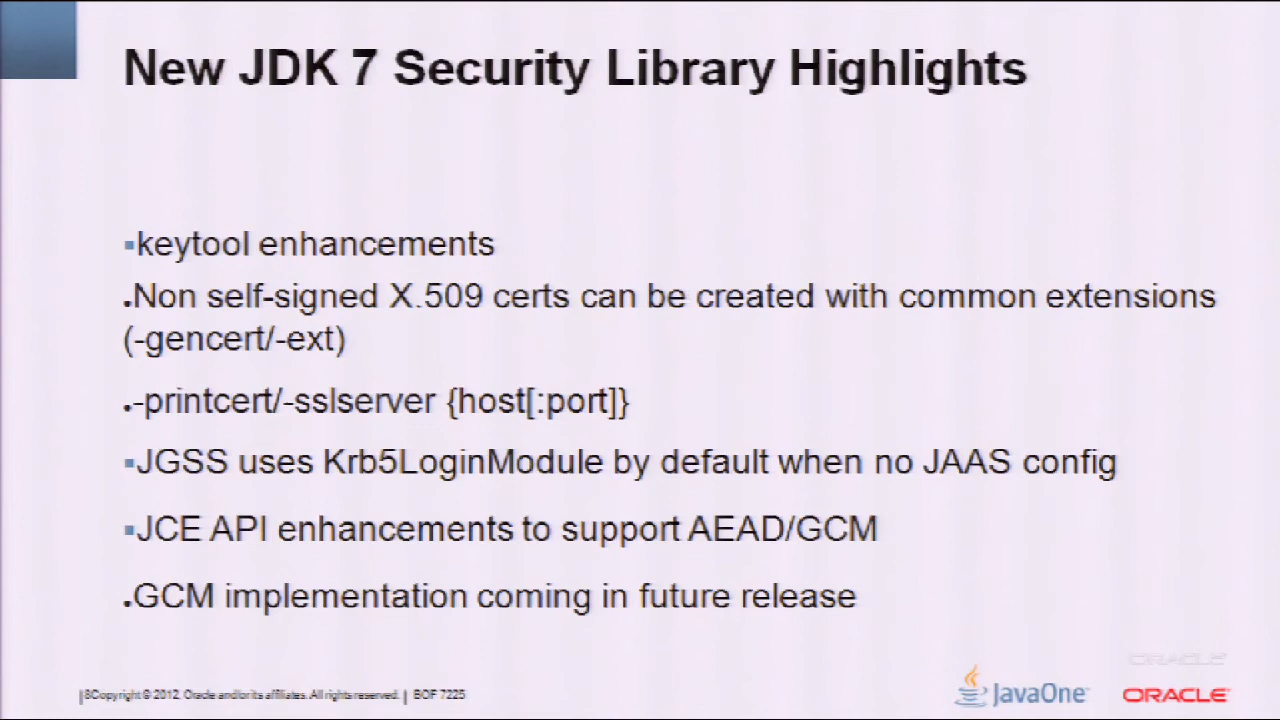 New JDK 7 Security Library Highlights
▪keytool enhancements
•Non self-signed X.509 certs can be created with common extensions
(-gencert/-ext)
•-printcert/-sslserver {host[:port]}
▪JGSS uses Krb5LoginModule by default when no JAAS config
▪JCE API enhancements to support AEAD/GCM
•GCM implementation coming in future release
ORACLE
|8Copyright © 2012, Oracle and/or its affiliates. All rights reserved. | BOF 7225
JavaOne™ ORACLE®